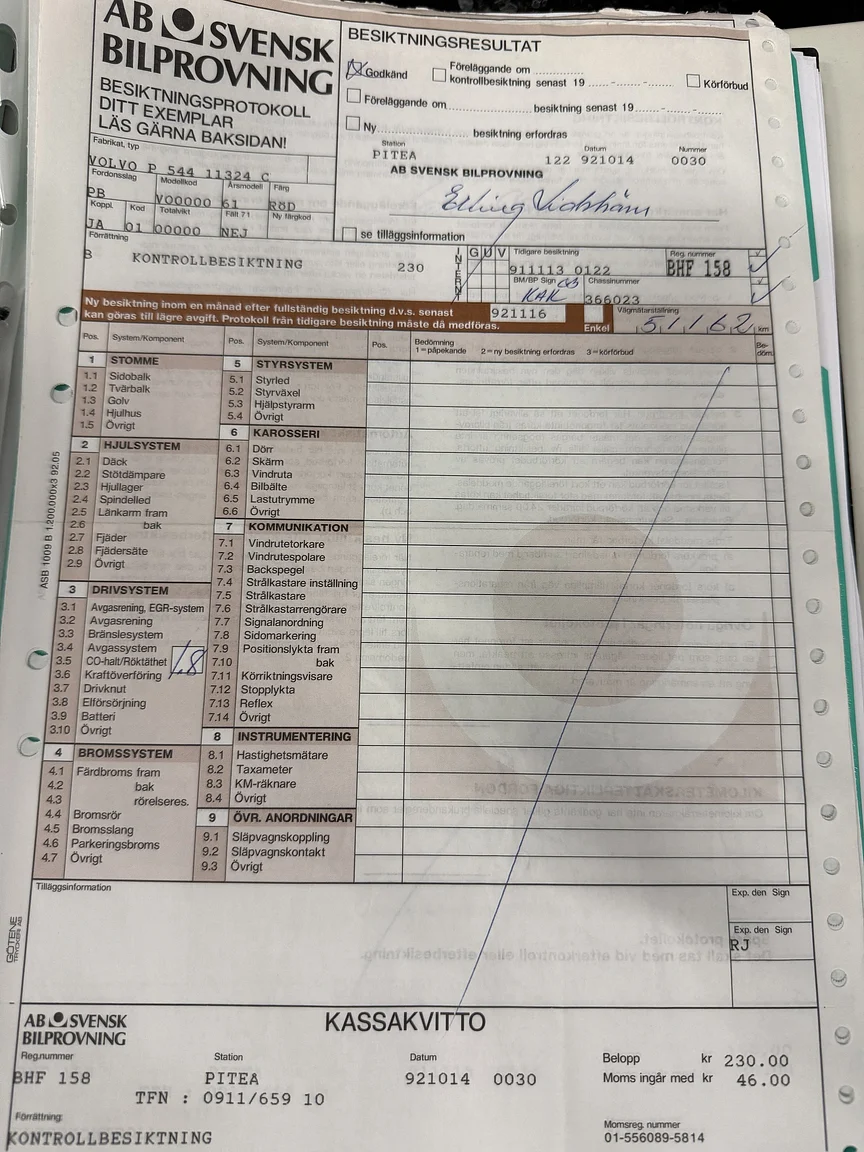 AB SVENSK
BILPROVNING
BESIKTNINGSPROTOKOLL
DITT EXEMPLAR
LÄS GÄRNA BAKSIDAN!
BESIKTNINGSRESULTAT
Godkänd
Föreläggande om
kontrollbesiktning senast 19
Körförbud
Föreläggande om besiktning senast 19
Ny besiktning erfordras
Station Datum Nummer
PITEA 122 921014 0030
AB SVENSK BILPROVNING
se tilläggsinformation
Fabrikat, typ
VOLVO P 544 11324 C
Fordonsslag Modellkod Årsmodell Färg
PB VO0000 61 RöD
Koppl. Kod Totalvikt Fält 71 Ny färgkod
JA 01 00000 NEJ
Förrättning
B KONTROLLBESIKTNING 230
INTERNT
G U V
Tidigare besiktning Reg. nummer
911113 0122 BHF 158
BM/BP Sign Chassinummer
KAK 366023
Ny besiktning inom en månad efter fullständig besiktning d.v.s. senast
kan göras till lägre avgift. Protokoll från tidigare besiktning måste då medföras.
921116
Enkel
Vägmätarställning
51162 km
Pos. System/Komponent Pos. System/Komponent Pos. Bedömning Be-
1 = påpekande 2 = ny besiktning erfordras 3 = körförbud döm.
1 STOMME
1.1 Sidobalk
1.2 Tvärbalk
1.3 Golv
1.4 Hjulhus
1.5 Övrigt
2 HJULSYSTEM
2.1 Däck
2.2 Stötdämpare
2.3 Hjullager
2.4 Spindelled
2.5 Länkarm fram
2.6 bak
2.7 Fjäder
2.8 Fjädersäte
2.9 Övrigt
3 DRIVSYSTEM
3.1 Avgasrening, EGR-system
3.2 Avgasrening
3.3 Bränslesystem
3.4 Avgassystem
3.5 CO-halt/Röktäthet 1.8
3.6 Kraftöverföring
3.7 Drivknut
3.8 Elförsörjning
3.9 Batteri
3.10 Övrigt
4 BROMSSYSTEM
4.1 Färdbroms fram
4.2 bak
4.3 rörelseres.
4.4 Bromsrör
4.5 Bromsslang
4.6 Parkeringsbroms
4.7 Övrigt
5 STYRSYSTEM
5.1 Styrled
5.2 Styrväxel
5.3 Hjälpstyrarm
5.4 Övrigt
6 KAROSSERI
6.1 Dörr
6.2 Skärm
6.3 Vindruta
6.4 Bilbälte
6.5 Lastutrymme
6.6 Övrigt
7 KOMMUNIKATION
7.1 Vindrutetorkare
7.2 Vindrutespolare
7.3 Backspegel
7.4 Strålkastare inställning
7.5 Strålkastare
7.6 Strålkastarrengörare
7.7 Signalanordning
7.8 Sidomarkering
7.9 Positionslykta fram
7.10 bak
7.11 Körriktningsvisare
7.12 Stopplykta
7.13 Reflex
7.14 Övrigt
8 INSTRUMENTERING
8.1 Hastighetsmätare
8.2 Taxameter
8.3 KM-räknare
8.4 Övrigt
9 ÖVR. ANORDNINGAR
9.1 Släpvagnskoppling
9.2 Släpvagnskontakt
9.3 Övrigt
ASB 1009 B 1.200.000x3 92.05
Tilläggsinformation
Exp. den Sign
Exp. den Sign
RJ
GÖTENE
TRYCKERI AB
AB SVENSK
BILPROVNING
KASSAKVITTO
Reg.nummer Station Datum
BHF 158 PITEA 921014 0030
TFN : 0911/659 10
Belopp kr 230.00
Moms ingår med kr 46.00
Förrättning:
KONTROLLBESIKTNING
Momsreg. nummer
01-556089-5814